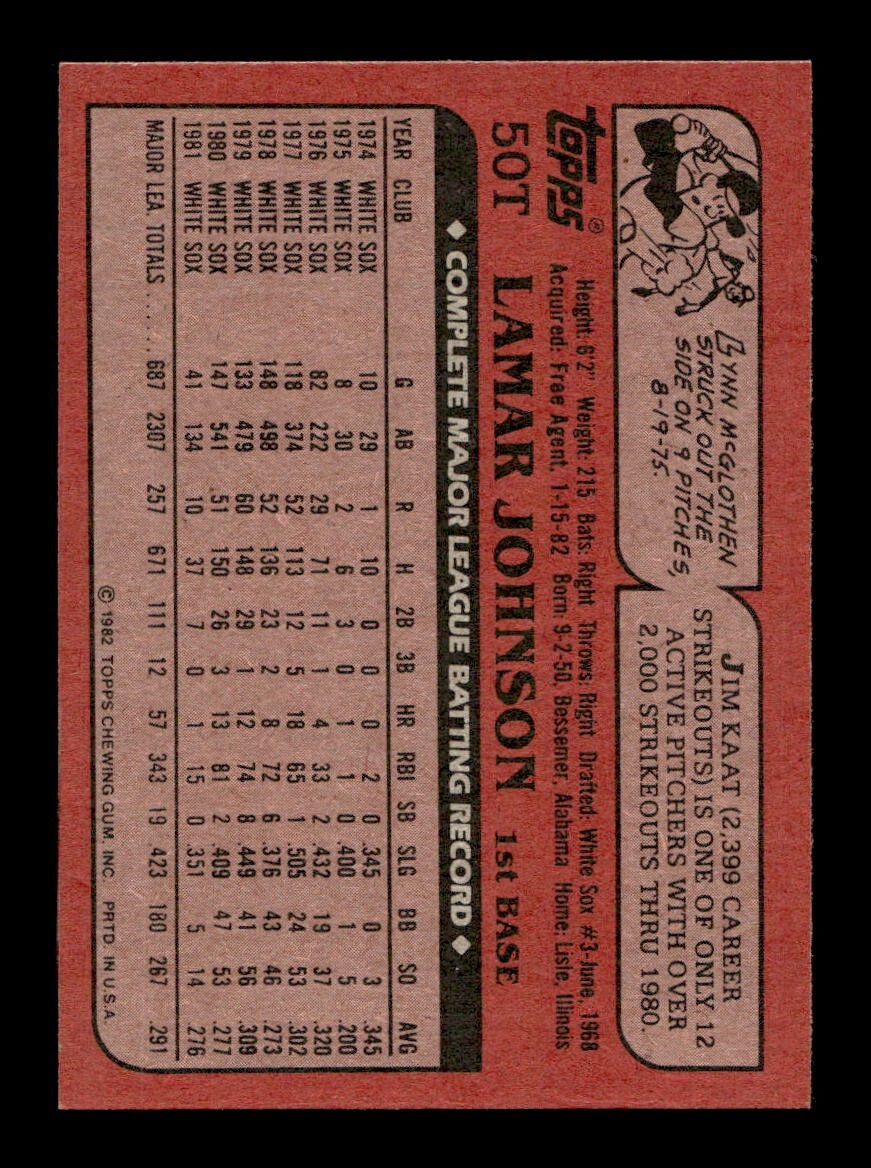 LYNN McGLOTHEN
STRUCK OUT THE
SIDE ON 9 PITCHES,
8-19-75.
JIM KAAT (2,399 CAREER
STRIKEOUTS) IS ONE OF ONLY 12
ACTIVE PITCHERS WITH OVER
2,000 STRIKEOUTS THRU 1980.
TOPPS®
Height: 6'2" Weight: 215 Bats: Right Throws: Right Drafted: White Sox #3-June, 1968
Acquired: Free Agent, 1-15-82 Born: 9-2-50, Bessemer, Alabama Home: Lisle, Illinois
50T LAMAR JOHNSON 1st BASE
◆ COMPLETE MAJOR LEAGUE BATTING RECORD ◆
YEAR CLUB G AB R H 2B 3B HR RBI SB SLG BB SO AVG
1974 WHITE SOX 10 29 1 10 0 0 0 2 0 .345 0 3 .345
1975 WHITE SOX 8 30 2 6 3 0 1 1 0 .400 1 5 .200
1976 WHITE SOX 82 222 29 71 11 1 4 33 2 .432 19 37 .320
1977 WHITE SOX 118 374 52 113 12 5 18 65 1 .505 24 53 .302
1978 WHITE SOX 148 498 52 136 23 2 8 72 6 .376 43 46 .273
1979 WHITE SOX 133 479 60 148 29 1 12 74 8 .449 41 56 .309
1980 WHITE SOX 147 541 51 150 26 3 13 81 2 .409 47 53 .277
1981 WHITE SOX 41 134 10 37 7 0 1 15 0 .351 5 14 .276
MAJOR LEA. TOTALS ...... 687 2307 257 671 111 12 57 343 19 .423 180 267 .291
© 1982 TOPPS CHEWING GUM, INC. PRTD. IN U.S.A.